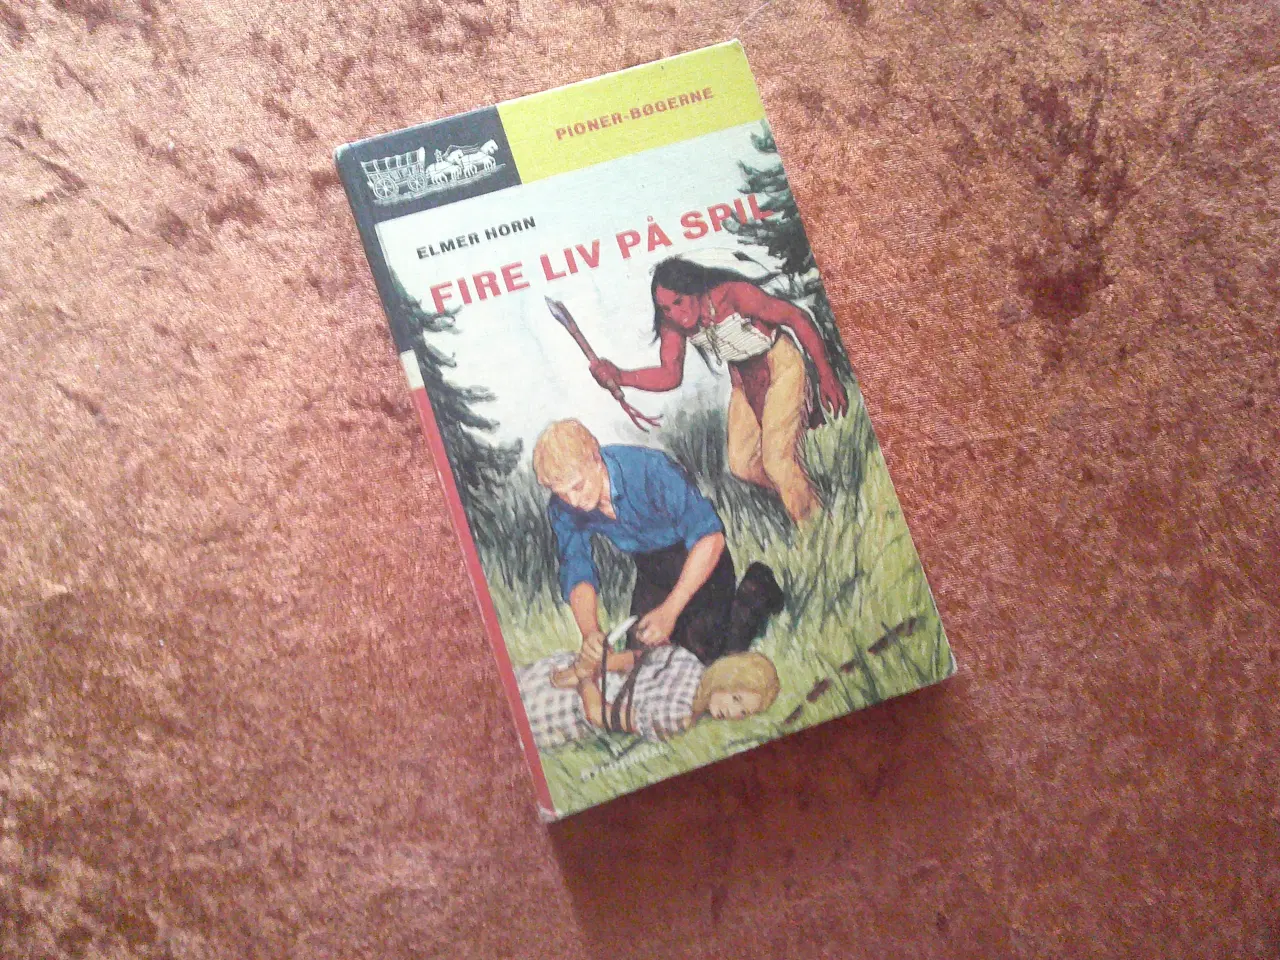 PIONER-BØGERNE
ELMER HORN
FIRE LIV PÅ SPIL